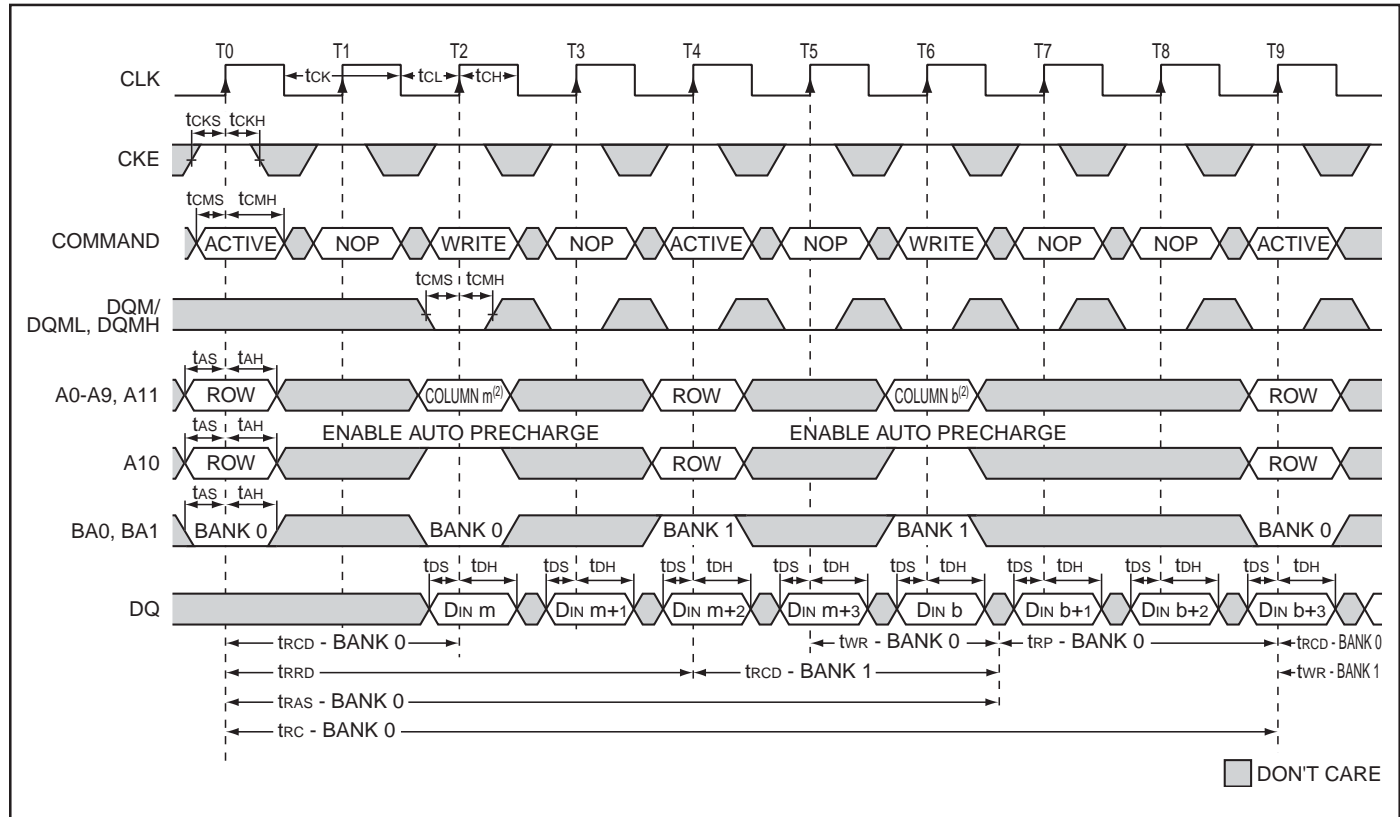 T0 T1 T2 T3 T4 T5 T6 T7 T8 T9
CLK tCK tCL tCH
tCKS tCKH
CKE
tCMS tCMH
COMMAND ACTIVE NOP WRITE NOP ACTIVE NOP WRITE NOP NOP ACTIVE
tCMS tCMH
DQM/
DQML, DQMH
tAS tAH
A0-A9, A11 ROW COLUMN m(2) ROW COLUMN b(2) ROW
tAS tAH ENABLE AUTO PRECHARGE ENABLE AUTO PRECHARGE
A10 ROW ROW ROW
tAS tAH
BA0, BA1 BANK 0 BANK 0 BANK 1 BANK 1 BANK 0
tDS tDH tDS tDH tDS tDH tDS tDH tDS tDH tDS tDH tDS tDH tDS tDH
DQ DIN m DIN m+1 DIN m+2 DIN m+3 DIN b DIN b+1 DIN b+2 DIN b+3
tRCD - BANK 0 tWR - BANK 0 tRP - BANK 0 tRCD - BANK 0
tRRD tRCD - BANK 1 tWR - BANK 1
tRAS - BANK 0
tRC - BANK 0
DON'T CARE